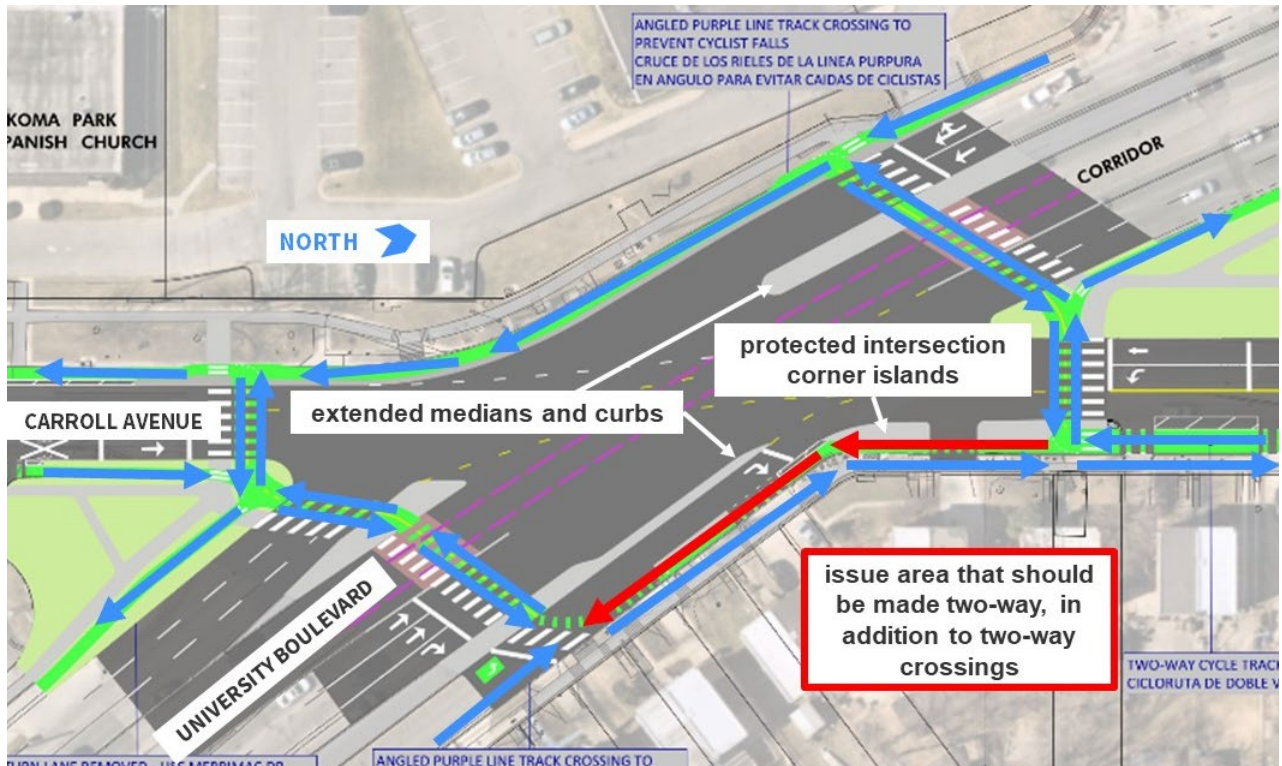 ANGLED PURPLE LINE TRACK CROSSING TO
PREVENT CYCLIST FALLS
CRUCE DE LOS RIELES DE LA LINEA PURPURA
EN ANGULO PARA EVITAR CAIDAS DE CICLISTAS
KOMA PARK
PANISH CHURCH
CORRIDOR
NORTH
protected intersection
corner islands
extended medians and curbs
CARROLL AVENUE
UNIVERSITY BOULEVARD
issue area that should
be made two-way, in
addition to two-way
crossings
TWO-WAY CYCLE TRACK
CICLORUTA DE DOBLE V
ANGLED PURPLE LINE TRACK CROSSING TO